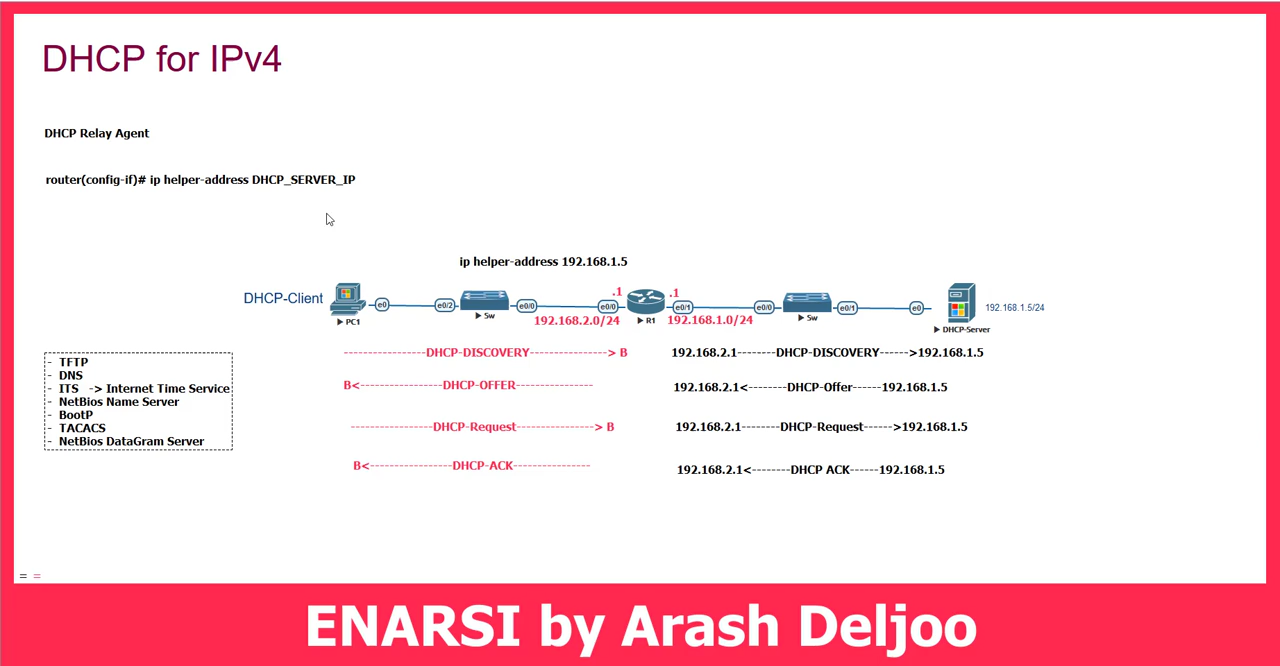 DHCP for IPv4
DHCP Relay Agent
router(config-if)# ip helper-address DHCP_SERVER_IP
ip helper-address 192.168.1.5
DHCP-Client
e0
e0/2
e0/0
.1
e0/0
.1
e0/1
e0/0
e0/1
e0
192.168.1.5/24
PC1
Sw
192.168.2.0/24
R1
192.168.1.0/24
Sw
DHCP-Server
------------------DHCP-DISCOVERY-----------------> B
192.168.2.1--------DHCP-DISCOVERY------>192.168.1.5
B<-----------------DHCP-OFFER-----------------
192.168.2.1<--------DHCP-Offer------192.168.1.5
------------------DHCP-Request-----------------> B
192.168.2.1--------DHCP-Request------>192.168.1.5
B<------------------DHCP-ACK-----------------
192.168.2.1<--------DHCP ACK------192.168.1.5
- TFTP
- DNS
- ITS -> Internet Time Service
- NetBios Name Server
- BootP
- TACACS
- NetBios DataGram Server
= =
ENARSI by Arash Deljoo